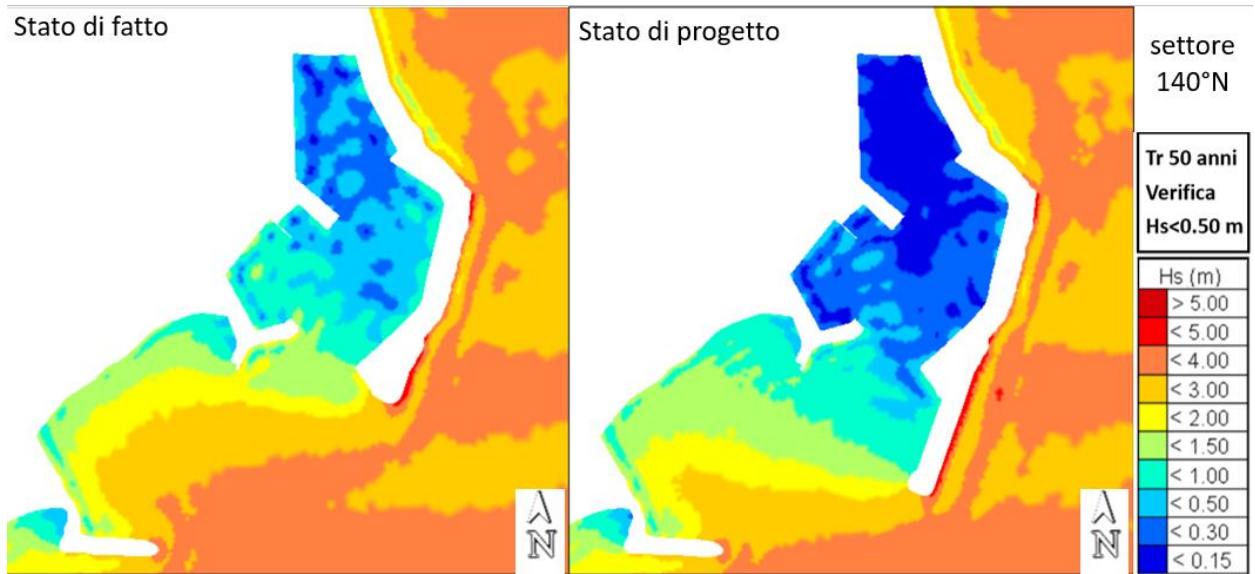 Stato di fatto
Stato di progetto
settore
140°N
Tr 50 anni
Verifica
Hs<0.50 m
Hs (m)
> 5.00
< 5.00
< 4.00
< 3.00
< 2.00
< 1.50
< 1.00
< 0.50
< 0.30
< 0.15
N
N